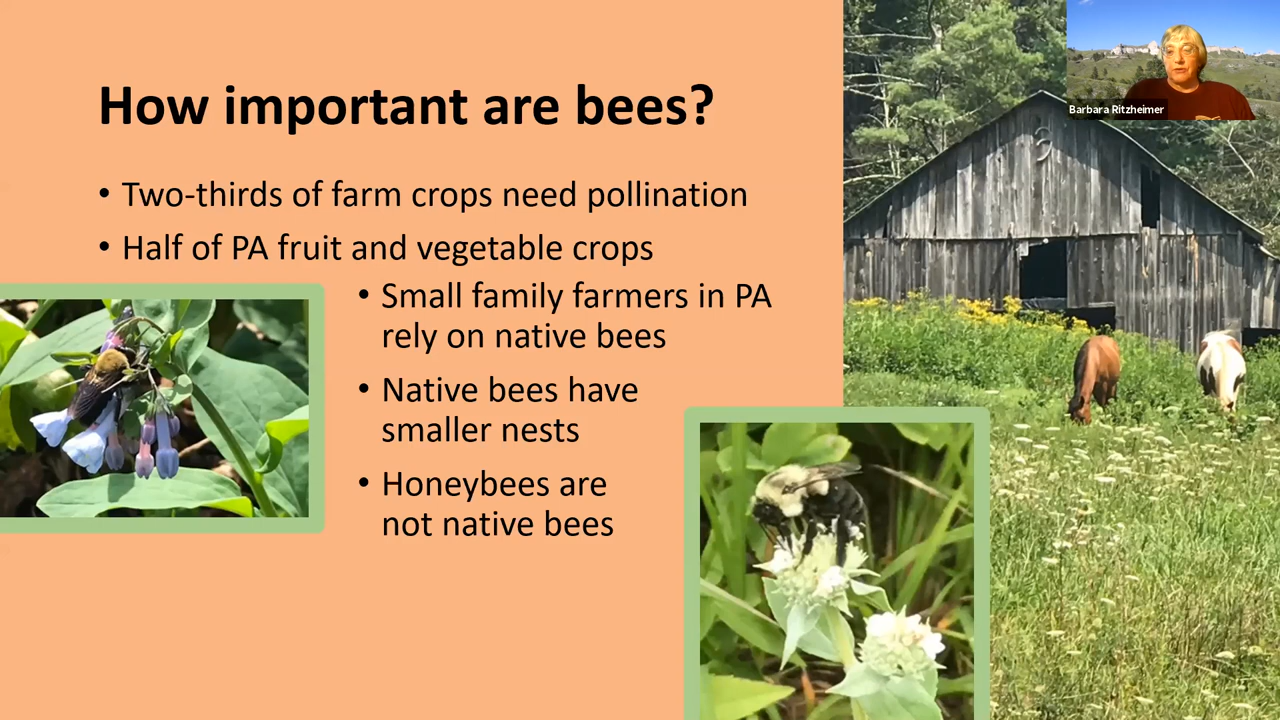 How important are bees?
• Two-thirds of farm crops need pollination
• Half of PA fruit and vegetable crops
• Small family farmers in PA
rely on native bees
• Native bees have
smaller nests
• Honeybees are
not native bees
Barbara Ritzheimer